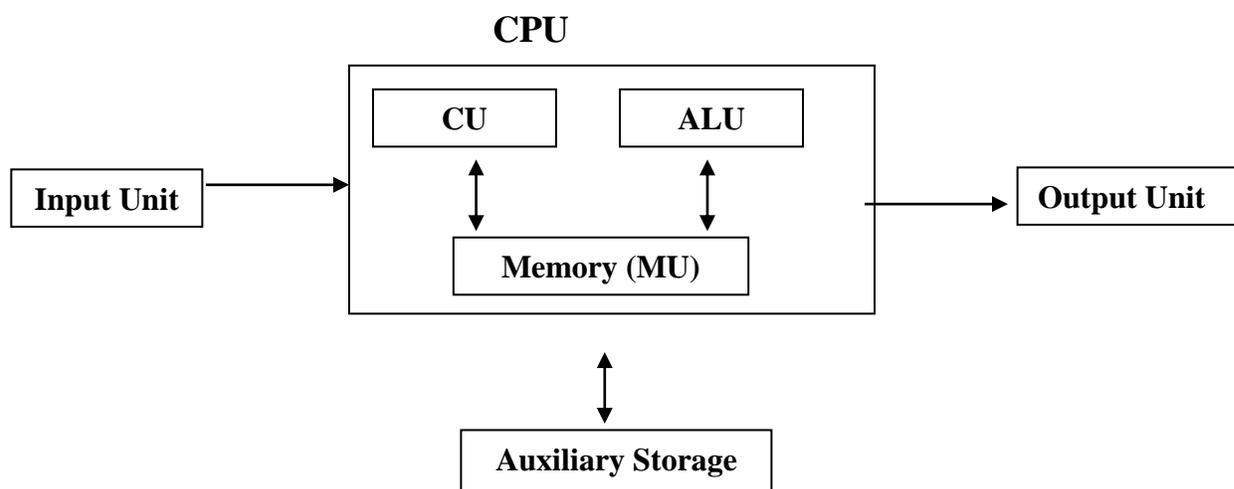 CPU
CU
ALU
Input Unit
Output Unit
Memory (MU)
Auxiliary Storage